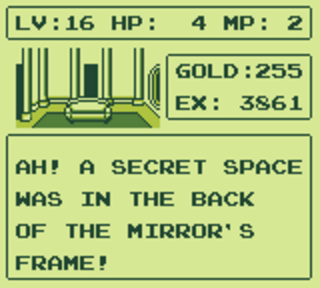 LV:16 HP: 4 MP: 2
GOLD:255
EX: 3861
AH! A SECRET SPACE
WAS IN THE BACK
OF THE MIRROR'S
FRAME!